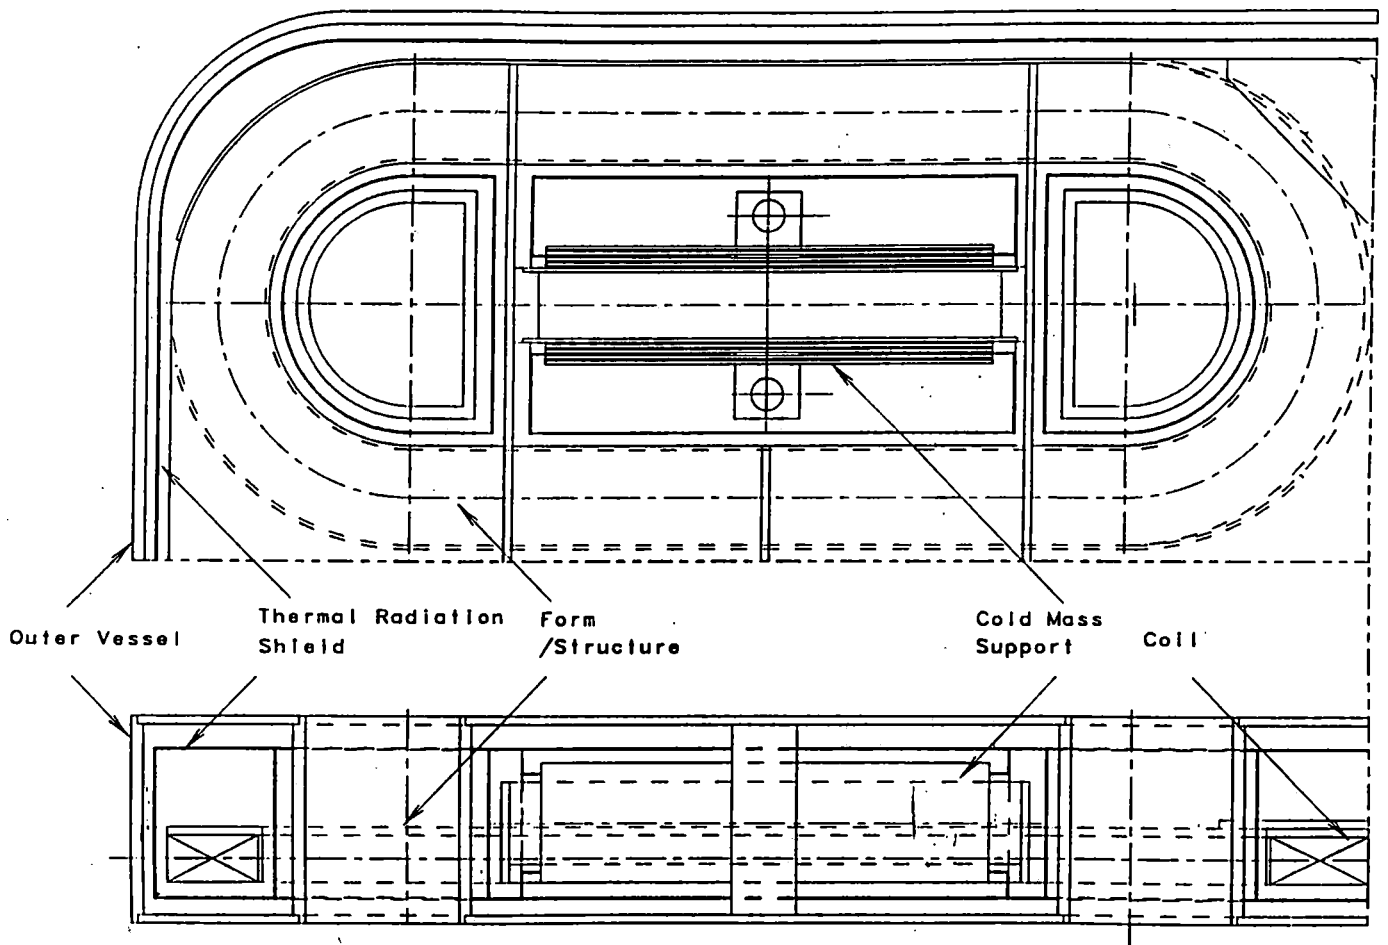 Outer Vessel
Thermal Radiation
Shield
Form
/Structure
Cold Mass
Support
Coil